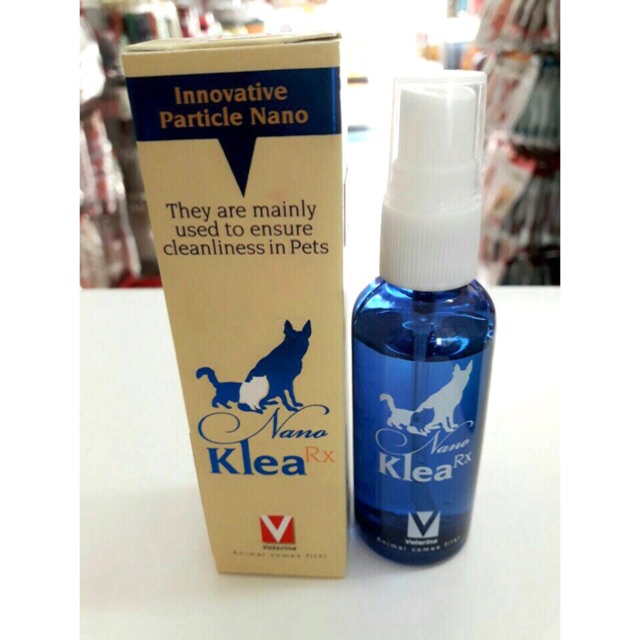 Innovative
Particle Nano
They are mainly
used to ensure
cleanliness in Pets
Nano
Klea Rx
Veterina
Animal comes first
Nano
Klea Rx
Veterina
Animal comes first